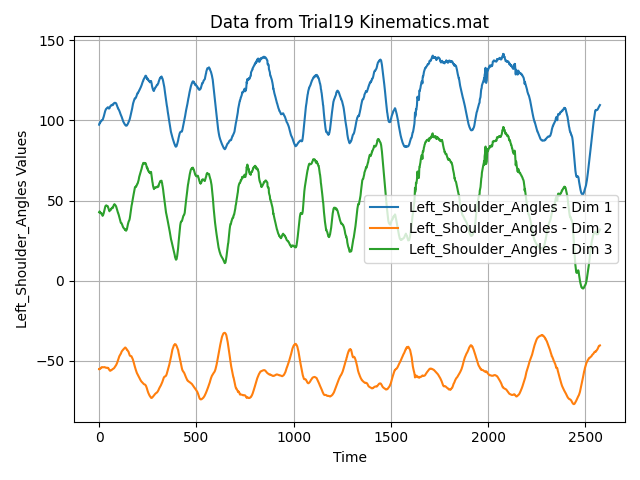 Data from Trial19 Kinematics.mat
150
100
50
0
−50
Left_Shoulder_Angles Values
Left_Shoulder_Angles - Dim 1
Left_Shoulder_Angles - Dim 2
Left_Shoulder_Angles - Dim 3
0 500 1000 1500 2000 2500
Time